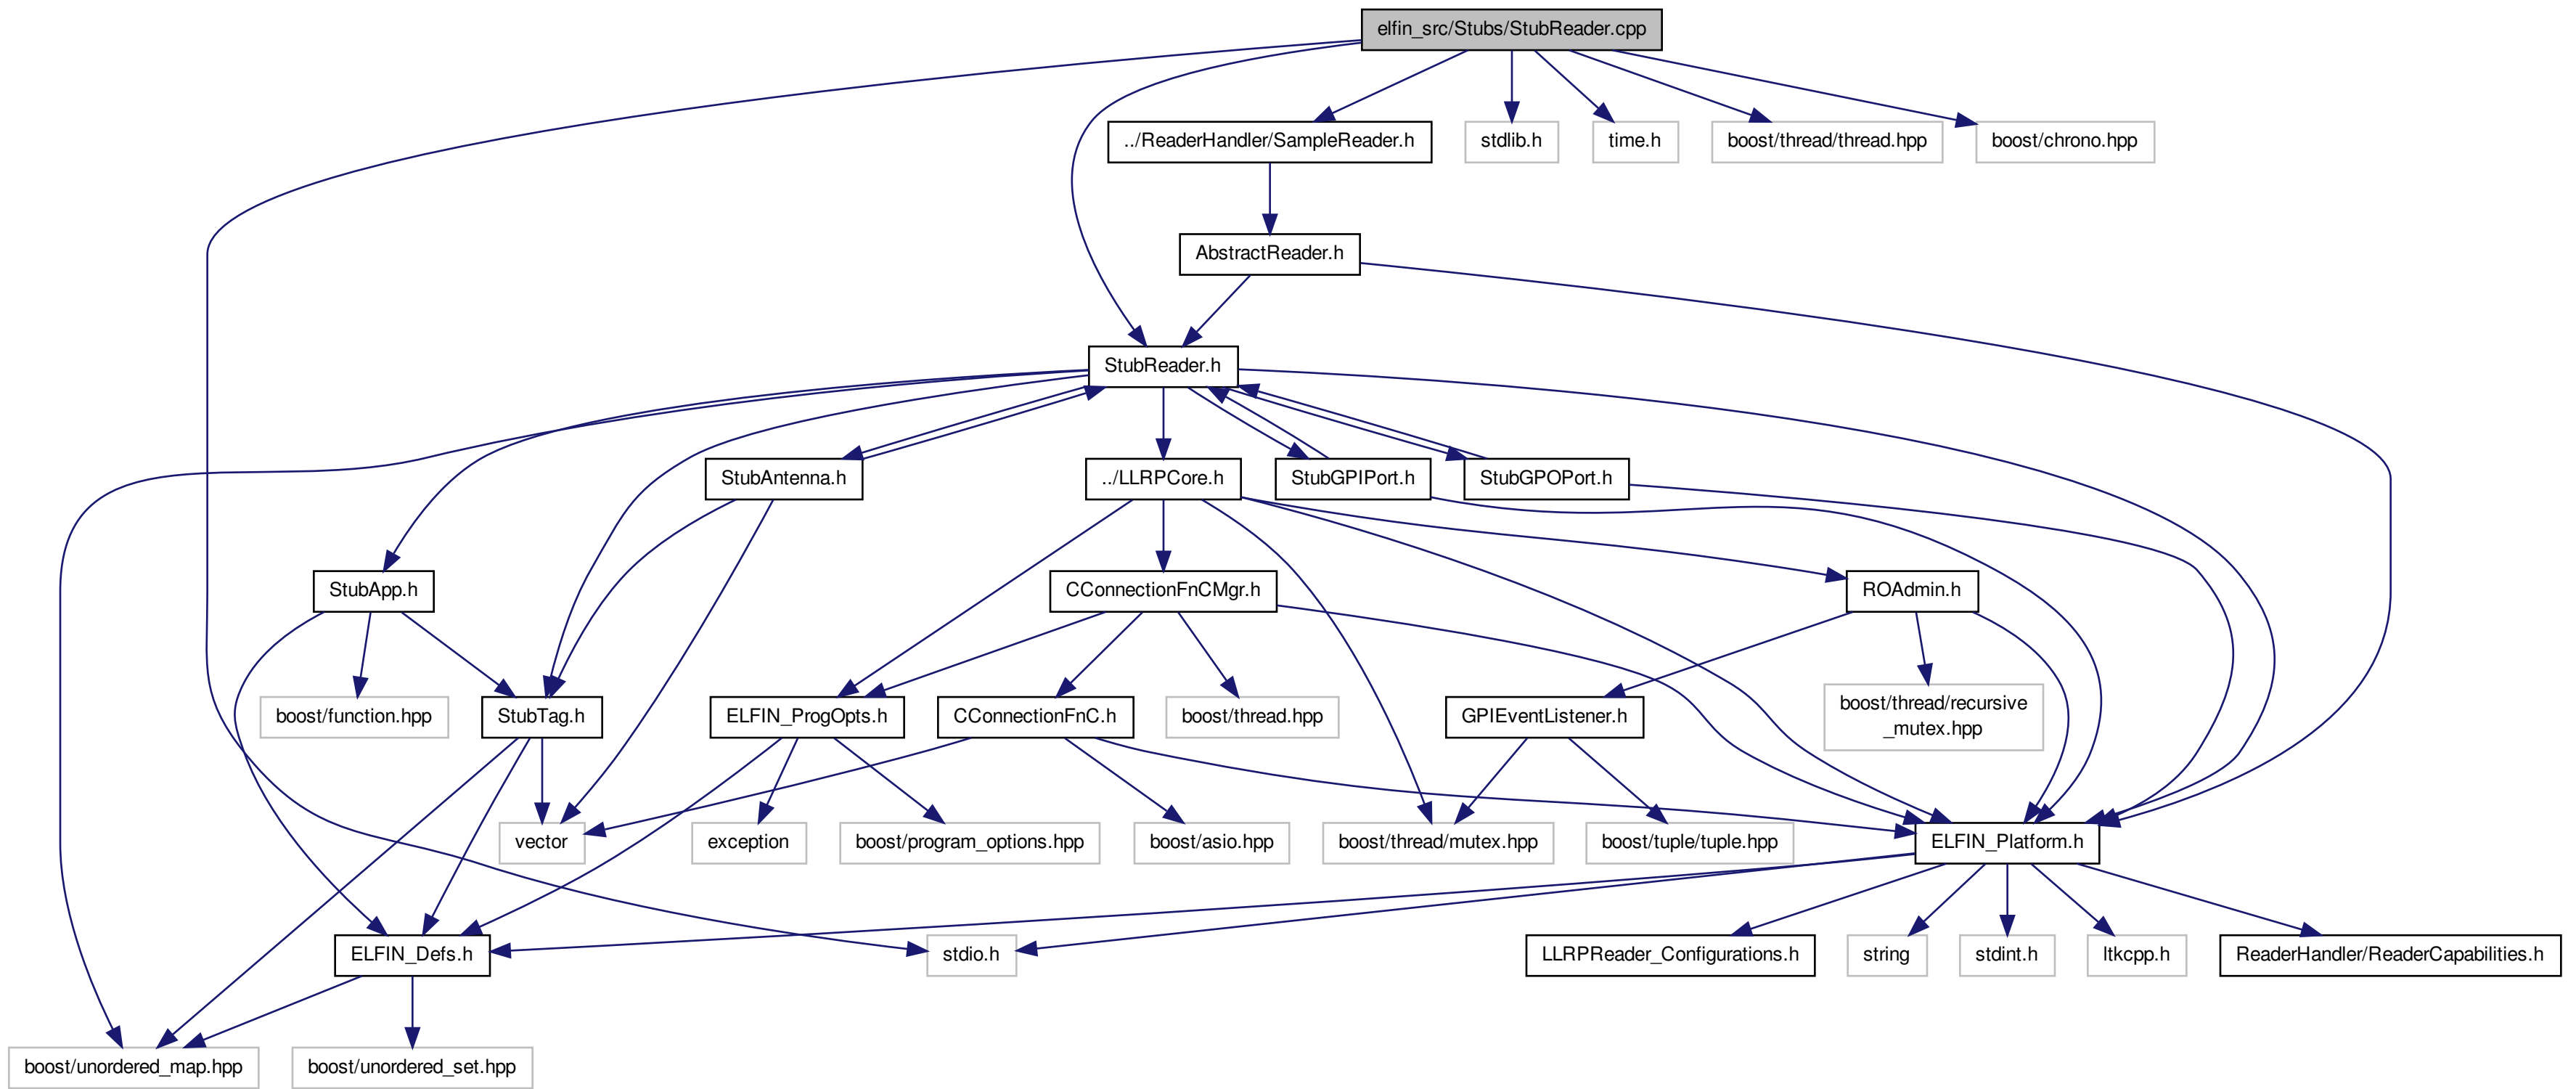 elfin_src/Stubs/StubReader.cpp
../ReaderHandler/SampleReader.h
stdlib.h
time.h
boost/thread/thread.hpp
boost/chrono.hpp
AbstractReader.h
StubReader.h
StubAntenna.h
../LLRPCore.h
StubGPIPort.h
StubGPOPort.h
StubApp.h
CConnectionFnCMgr.h
ROAdmin.h
boost/function.hpp
StubTag.h
ELFIN_ProgOpts.h
CConnectionFnC.h
boost/thread.hpp
GPIEventListener.h
boost/thread/recursive
_mutex.hpp
vector
exception
boost/program_options.hpp
boost/asio.hpp
boost/thread/mutex.hpp
boost/tuple/tuple.hpp
ELFIN_Platform.h
ELFIN_Defs.h
stdio.h
LLRPReader_Configurations.h
string
stdint.h
ltkcpp.h
ReaderHandler/ReaderCapabilities.h
boost/unordered_map.hpp
boost/unordered_set.hpp